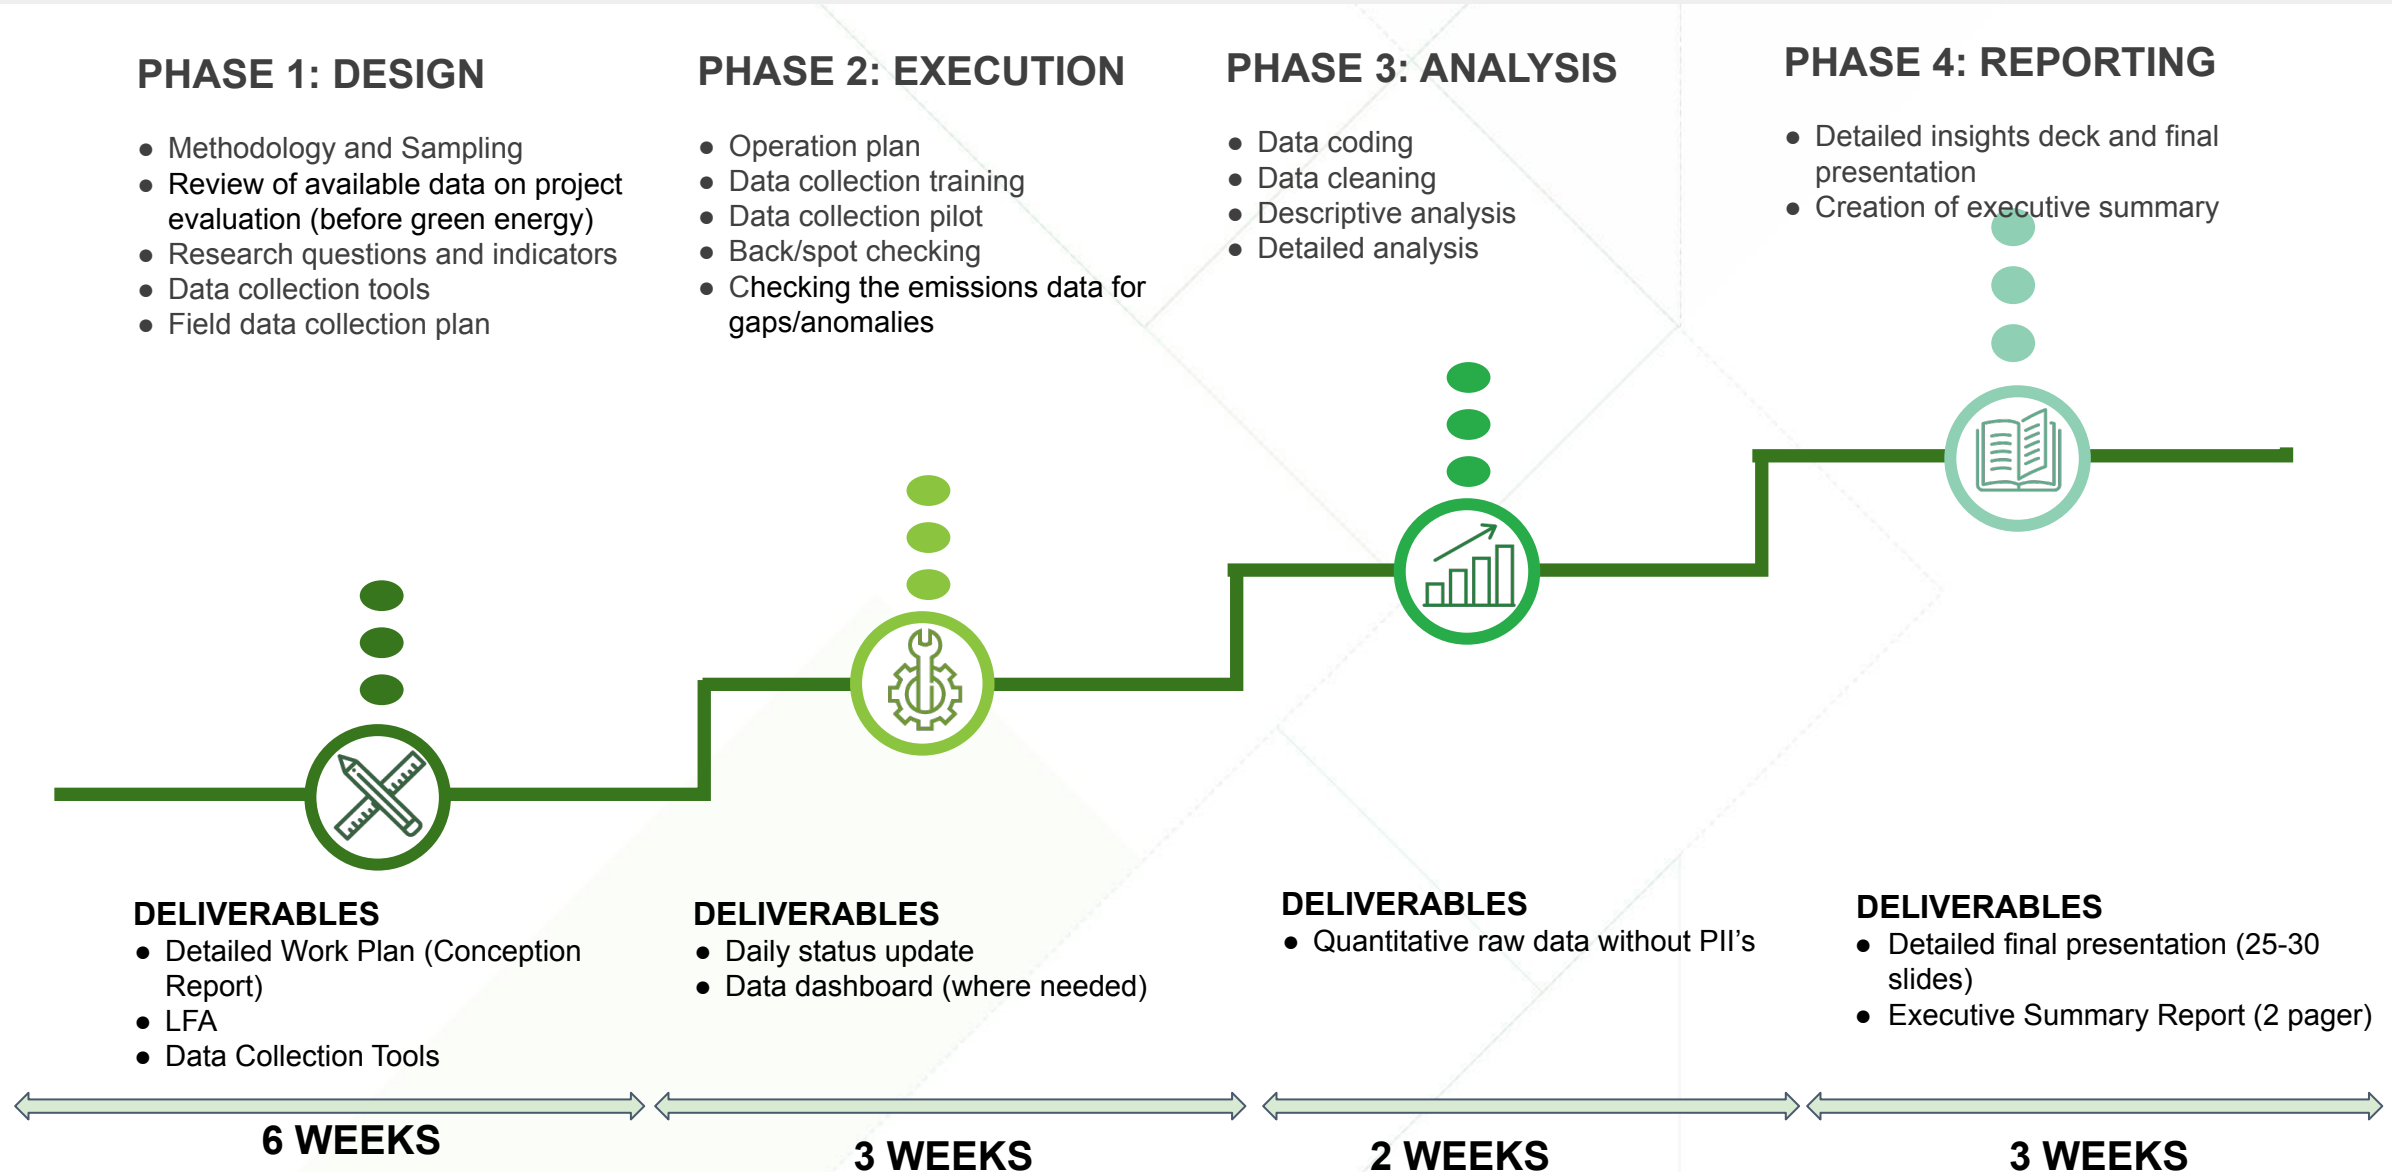 PHASE 1: DESIGN
● Methodology and Sampling
● Review of available data on project
evaluation (before green energy)
● Research questions and indicators
● Data collection tools
● Field data collection plan
PHASE 2: EXECUTION
● Operation plan
● Data collection training
● Data collection pilot
● Back/spot checking
● Checking the emissions data for
gaps/anomalies
PHASE 3: ANALYSIS
● Data coding
● Data cleaning
● Descriptive analysis
● Detailed analysis
PHASE 4: REPORTING
● Detailed insights deck and final
presentation
● Creation of executive summary
DELIVERABLES
● Detailed Work Plan (Conception
Report)
● LFA
● Data Collection Tools
DELIVERABLES
● Daily status update
● Data dashboard (where needed)
DELIVERABLES
● Quantitative raw data without PII’s
DELIVERABLES
● Detailed final presentation (25-30
slides)
● Executive Summary Report (2 pager)
6 WEEKS
3 WEEKS
2 WEEKS
3 WEEKS